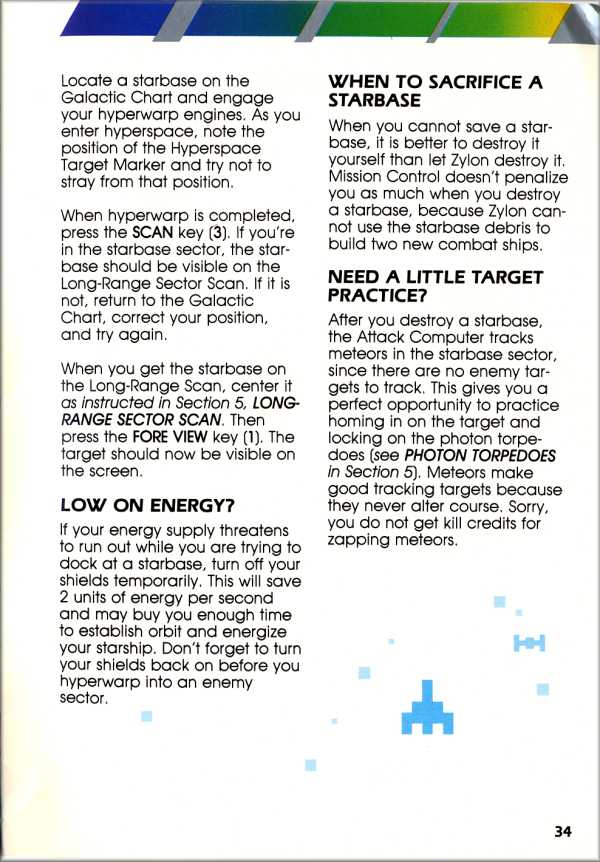 Locate a starbase on the
Galactic Chart and engage
your hyperwarp engines. As you
enter hyperspace, note the
position of the Hyperspace
Target Marker and try not to
stray from that position.
When hyperwarp is completed,
press the SCAN key (3). If you're
in the starbase sector, the star-
base should be visible on the
Long-Range Sector Scan. If it is
not, return to the Galactic
Chart, correct your position,
and try again.
When you get the starbase on
the Long-Range Scan, center it
as instructed in Section 5, LONG-
RANGE SECTOR SCAN. Then
press the FORE VIEW key (1). The
target should now be visible on
the screen.
LOW ON ENERGY?
If your energy supply threatens
to run out while you are trying to
dock at a starbase, turn off your
shields temporarily. This will save
2 units of energy per second
and may buy you enough time
to establish orbit and energize
your starship. Don't forget to turn
your shields back on before you
hyperwarp into an enemy
sector.
WHEN TO SACRIFICE A
STARBASE
When you cannot save a star-
base, it is better to destroy it
yourself than let Zylon destroy it.
Mission Control doesn't penalize
you as much when you destroy
a starbase, because Zylon can-
not use the starbase debris to
build two new combat ships.
NEED A LITTLE TARGET
PRACTICE?
After you destroy a starbase,
the Attack Computer tracks
meteors in the starbase sector,
since there are no enemy tar-
gets to track. This gives you a
perfect opportunity to practice
homing in on the target and
locking on the photon torpe-
does (see PHOTON TORPEDOES
in Section 5). Meteors make
good tracking targets because
they never alter course. Sorry,
you do not get kill credits for
zapping meteors.
34